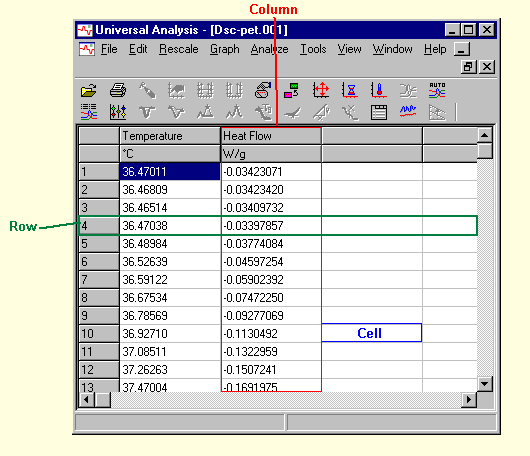 Column
Universal Analysis - [Dsc-pet.001]
File Edit Rescale Graph Analyze Tools View Window Help
AUTO
Temperature Heat Flow
°C W/g
1 36.47011 -0.03423071
2 36.46809 -0.03423420
3 36.46514 -0.03409732
Row 4 36.47038 -0.03397857
5 36.48984 -0.03774084
6 36.52639 -0.04597254
7 36.59122 -0.05902392
8 36.67534 -0.07472250
9 36.78569 -0.09277069
10 36.92710 -0.1130492 Cell
11 37.08511 -0.1322959
12 37.26263 -0.1507241
13 37.47004 -0.1691975